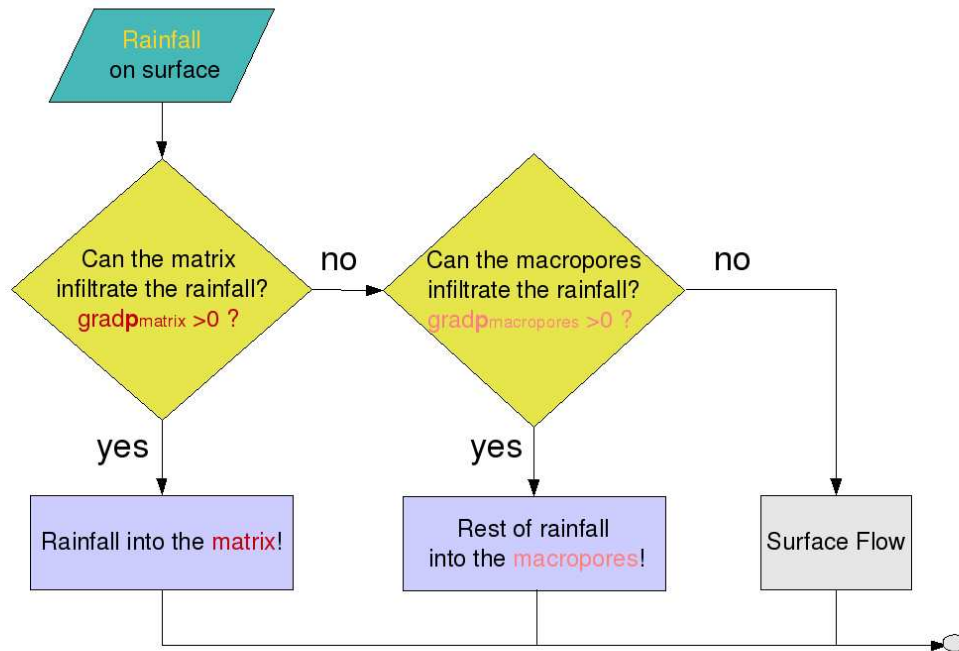 Rainfall
on surface
Can the matrix
infiltrate the rainfall?
gradpmatrix >0 ?
no
Can the macropores
infiltrate the rainfall?
gradpmacropores >0 ?
no
yes
yes
Rainfall into the matrix!
Rest of rainfall
into the macropores!
Surface Flow